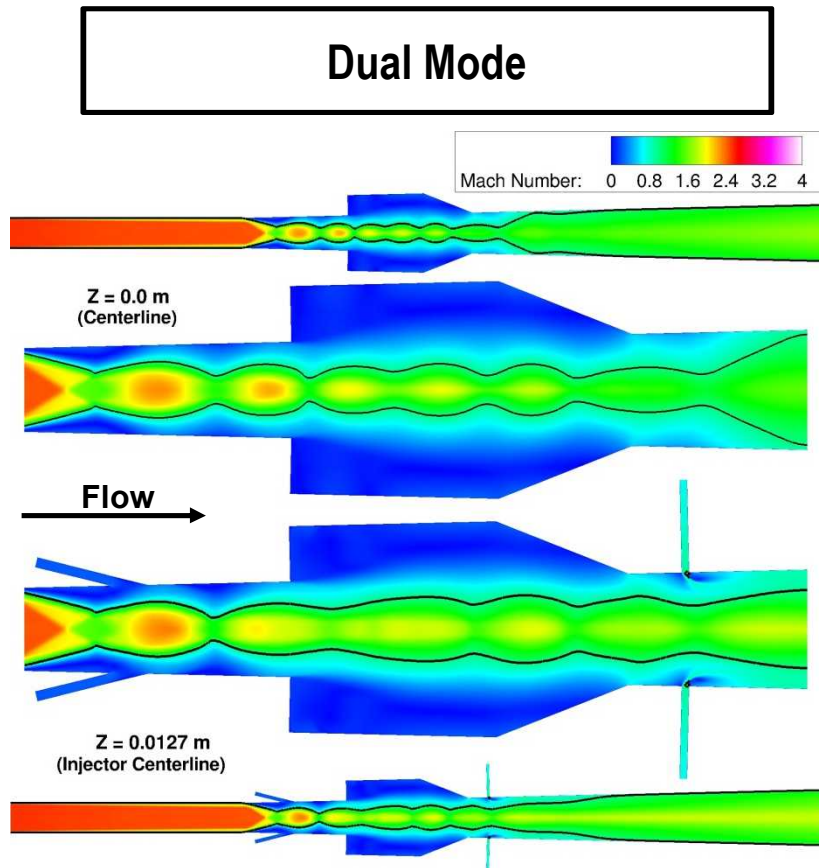 Dual Mode
Mach Number: 0 0.8 1.6 2.4 3.2 4
Z = 0.0 m
(Centerline)
Flow
Z = 0.0127 m
(Injector Centerline)